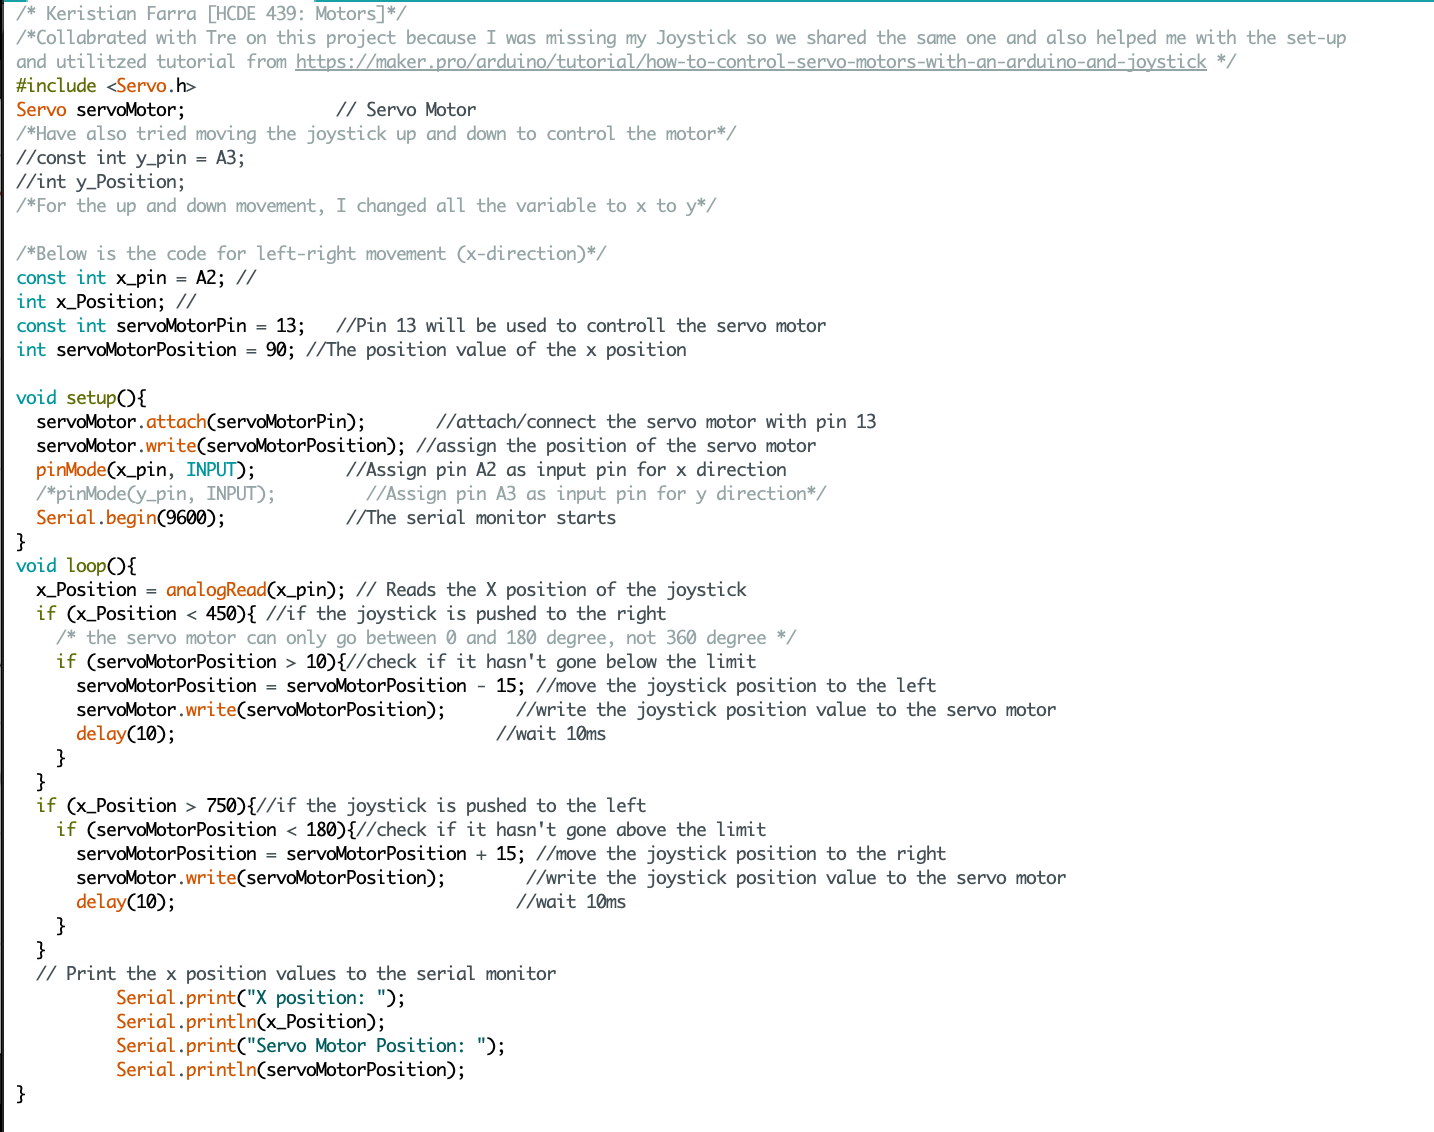 /* Keristian Farra [HCDE 439: Motors]*/
/*Collabrated with Tre on this project because I was missing my Joystick so we shared the same one and also helped me with the set-up
and utilitzed tutorial from https://maker.pro/arduino/tutorial/how-to-control-servo-motors-with-an-arduino-and-joystick */
#include <Servo.h>
Servo servoMotor;               // Servo Motor
/*Have also tried moving the joystick up and down to control the motor*/
//const int y_pin = A3;
//int y_Position;
/*For the up and down movement, I changed all the variable to x to y*/

/*Below is the code for left-right movement (x-direction)*/
const int x_pin = A2; //
int x_Position; //
const int servoMotorPin = 13;   //Pin 13 will be used to controll the servo motor
int servoMotorPosition = 90; //The position value of the x position

void setup(){
  servoMotor.attach(servoMotorPin);       //attach/connect the servo motor with pin 13
  servoMotor.write(servoMotorPosition); //assign the position of the servo motor
  pinMode(x_pin, INPUT);         //Assign pin A2 as input pin for x direction
  /*pinMode(y_pin, INPUT);         //Assign pin A3 as input pin for y direction*/
  Serial.begin(9600);            //The serial monitor starts
}
void loop(){
  x_Position = analogRead(x_pin); // Reads the X position of the joystick
  if (x_Position < 450){ //if the joystick is pushed to the right
    /* the servo motor can only go between 0 and 180 degree, not 360 degree */
    if (servoMotorPosition > 10){//check if it hasn't gone below the limit
      servoMotorPosition = servoMotorPosition - 15; //move the joystick position to the left
      servoMotor.write(servoMotorPosition);       //write the joystick position value to the servo motor
      delay(10);                                //wait 10ms
    }
  }
  if (x_Position > 750){//if the joystick is pushed to the left
    if (servoMotorPosition < 180){//check if it hasn't gone above the limit
      servoMotorPosition = servoMotorPosition + 15; //move the joystick position to the right
      servoMotor.write(servoMotorPosition);        //write the joystick position value to the servo motor
      delay(10);                                  //wait 10ms
    }
  }
  // Print the x position values to the serial monitor
          Serial.print("X position: ");
          Serial.println(x_Position);
          Serial.print("Servo Motor Position: ");
          Serial.println(servoMotorPosition);
}